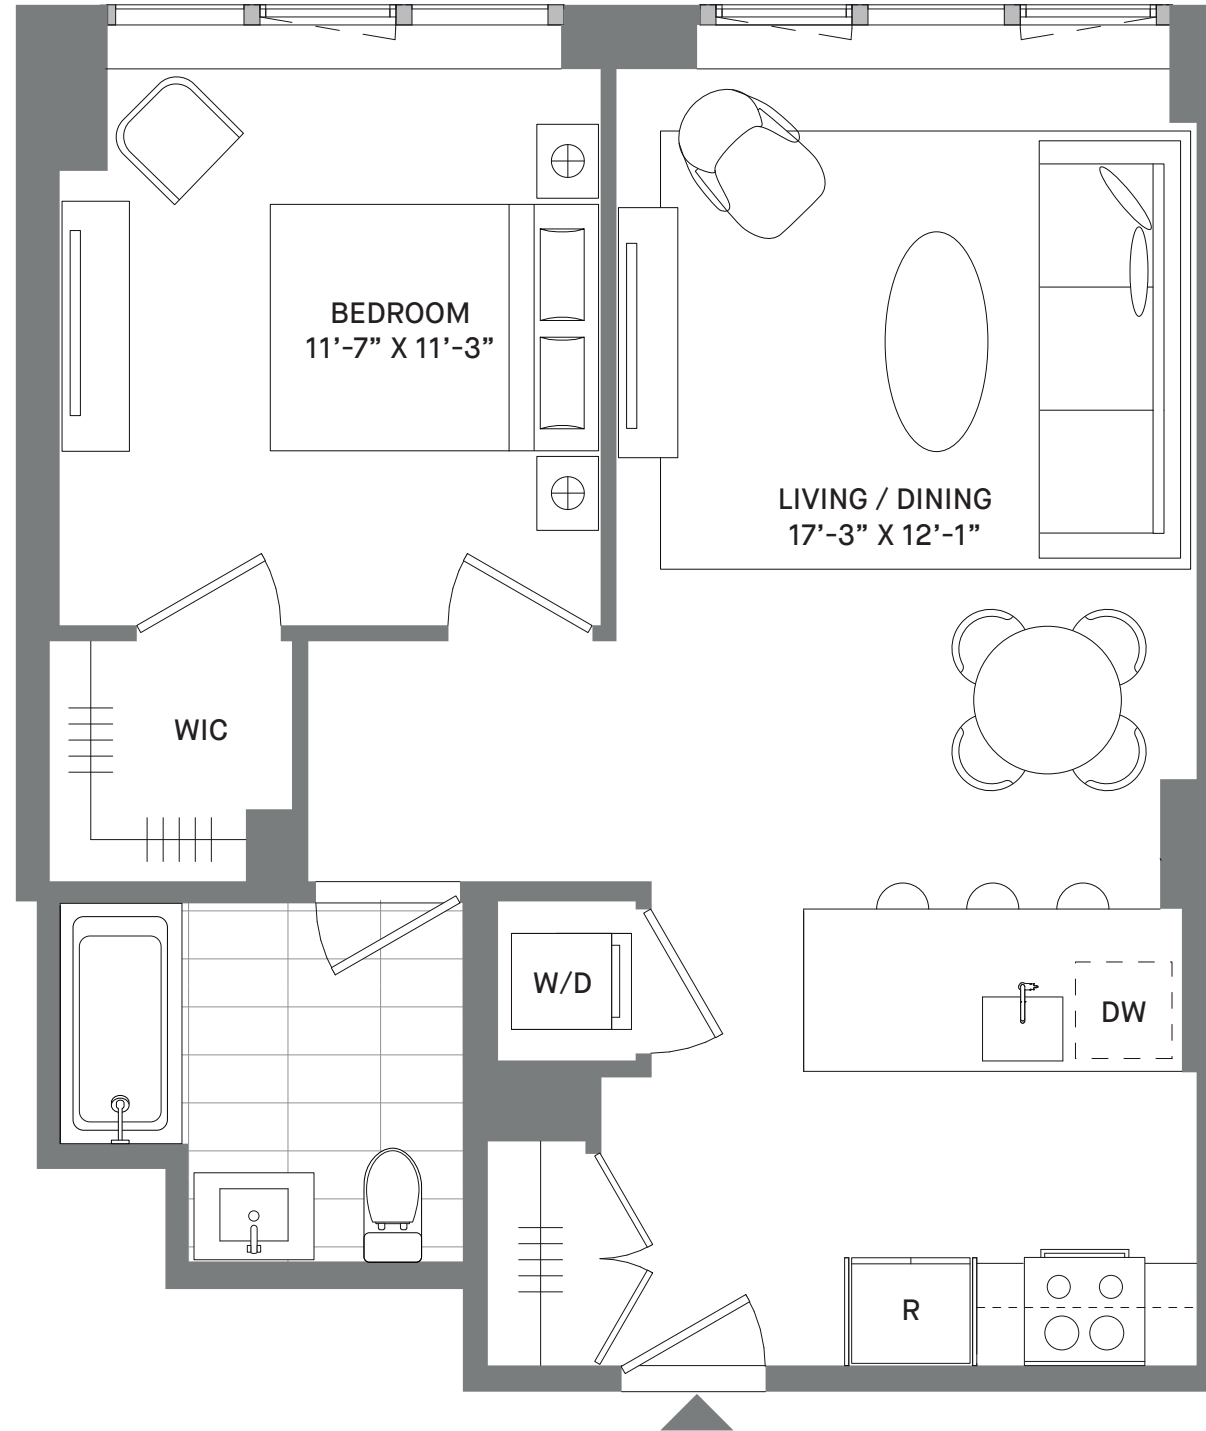 BEDROOM
11’-7” X 11’-3”
LIVING / DINING
17’-3” X 12’-1”
WIC
W/D
DW
R